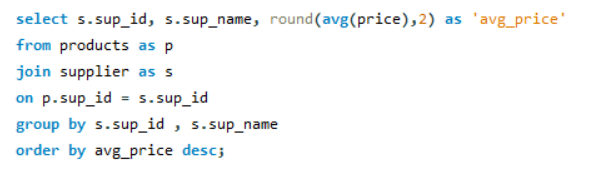 select s.sup_id, s.sup_name, round(avg(price),2) as 'avg_price'
from products as p
join supplier as s
on p.sup_id = s.sup_id
group by s.sup_id , s.sup_name
order by avg_price desc;